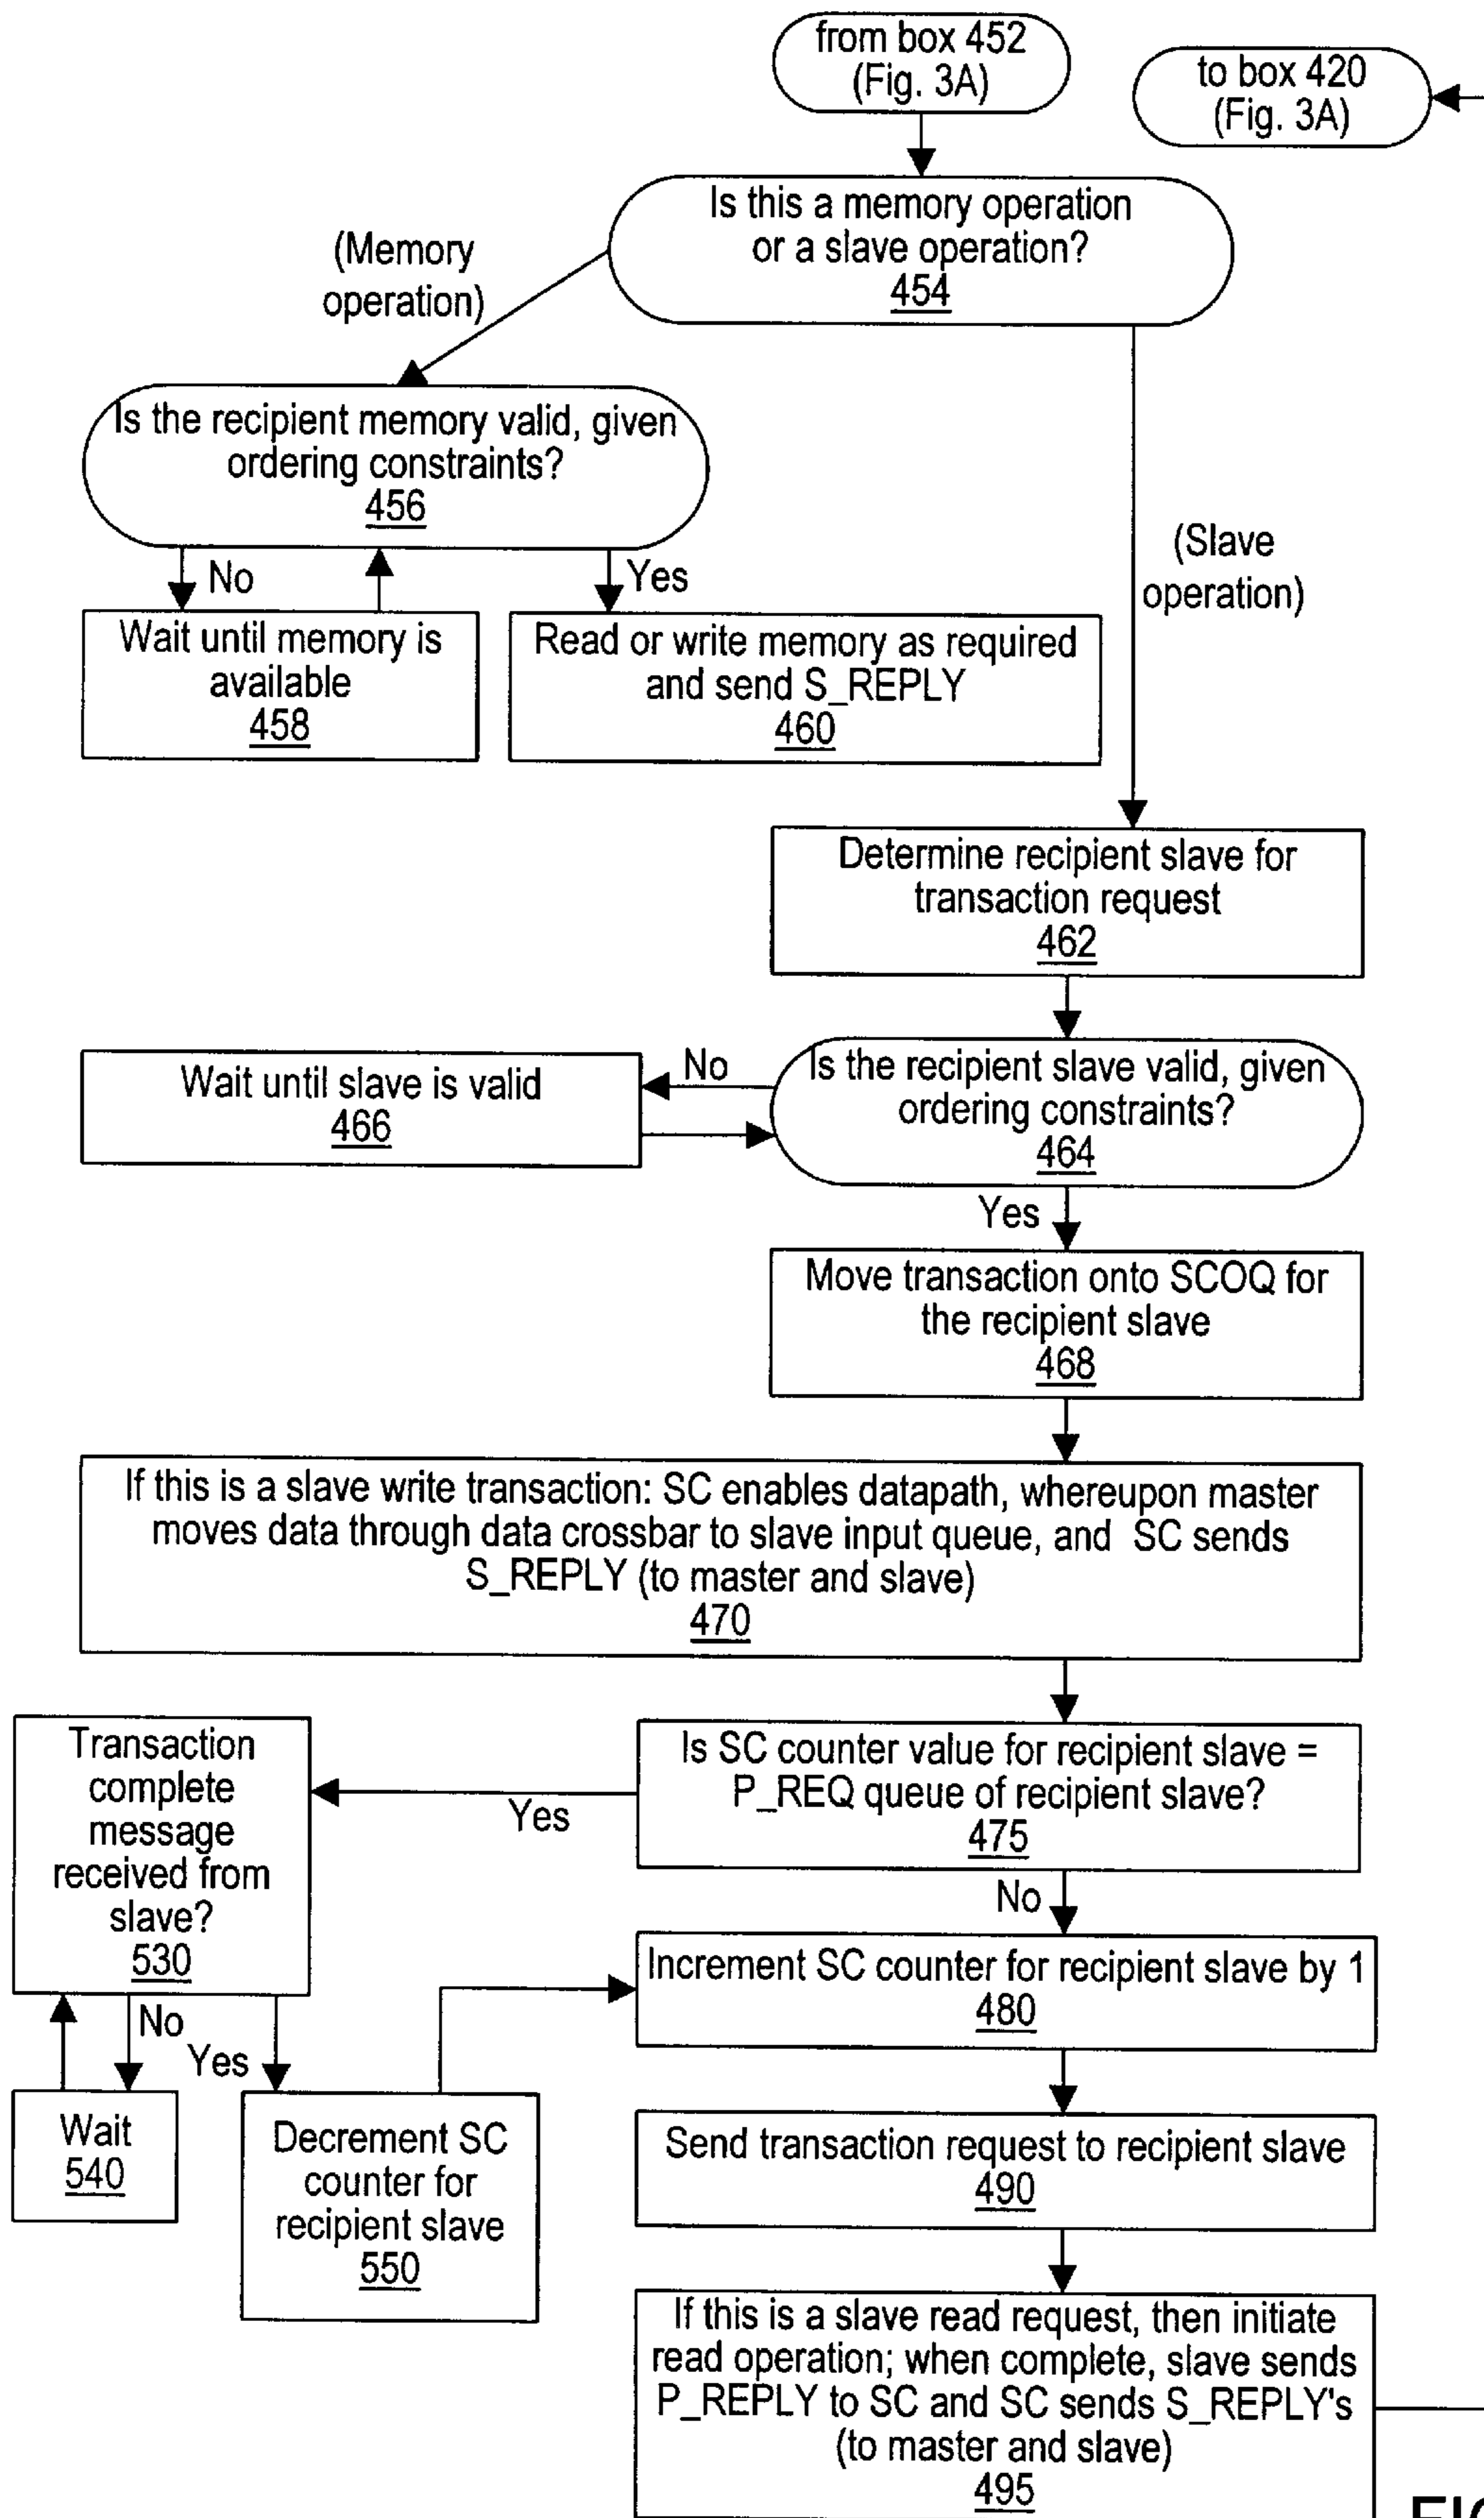 from box 452
(Fig. 3A)
to box 420
(Fig. 3A)
Is this a memory operation
or a slave operation?
454
(Memory
operation)
Is the recipient memory valid, given
ordering constraints?
456
(Slave
operation)
No
Yes
Wait until memory is
available
458
Read or write memory as required
and send S_REPLY
460
Determine recipient slave for
transaction request
462
Wait until slave is valid
466
No
Is the recipient slave valid, given
ordering constraints?
464
Yes
Move transaction onto SCOQ for
the recipient slave
468
If this is a slave write transaction: SC enables datapath, whereupon master
moves data through data crossbar to slave input queue, and SC sends
S_REPLY (to master and slave)
470
Is SC counter value for recipient slave =
P_REQ queue of recipient slave?
475
Yes
Transaction
complete
message
received from
slave?
530
No
Increment SC counter for recipient slave by 1
480
No
Yes
Wait
540
Decrement SC
counter for
recipient slave
550
Send transaction request to recipient slave
490
If this is a slave read request, then initiate
read operation; when complete, slave sends
P_REPLY to SC and SC sends S_REPLY's
(to master and slave)
495